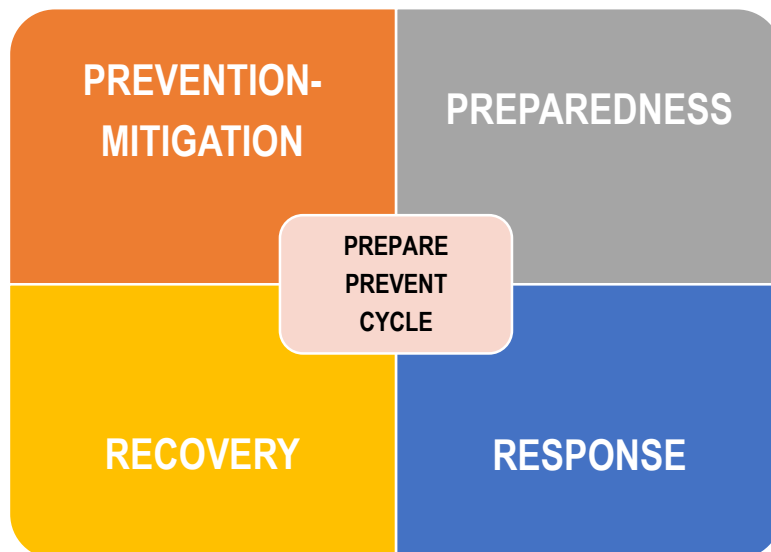 PREVENTION-
MITIGATION
PREPAREDNESS
PREPARE
PREVENT
CYCLE
RECOVERY
RESPONSE